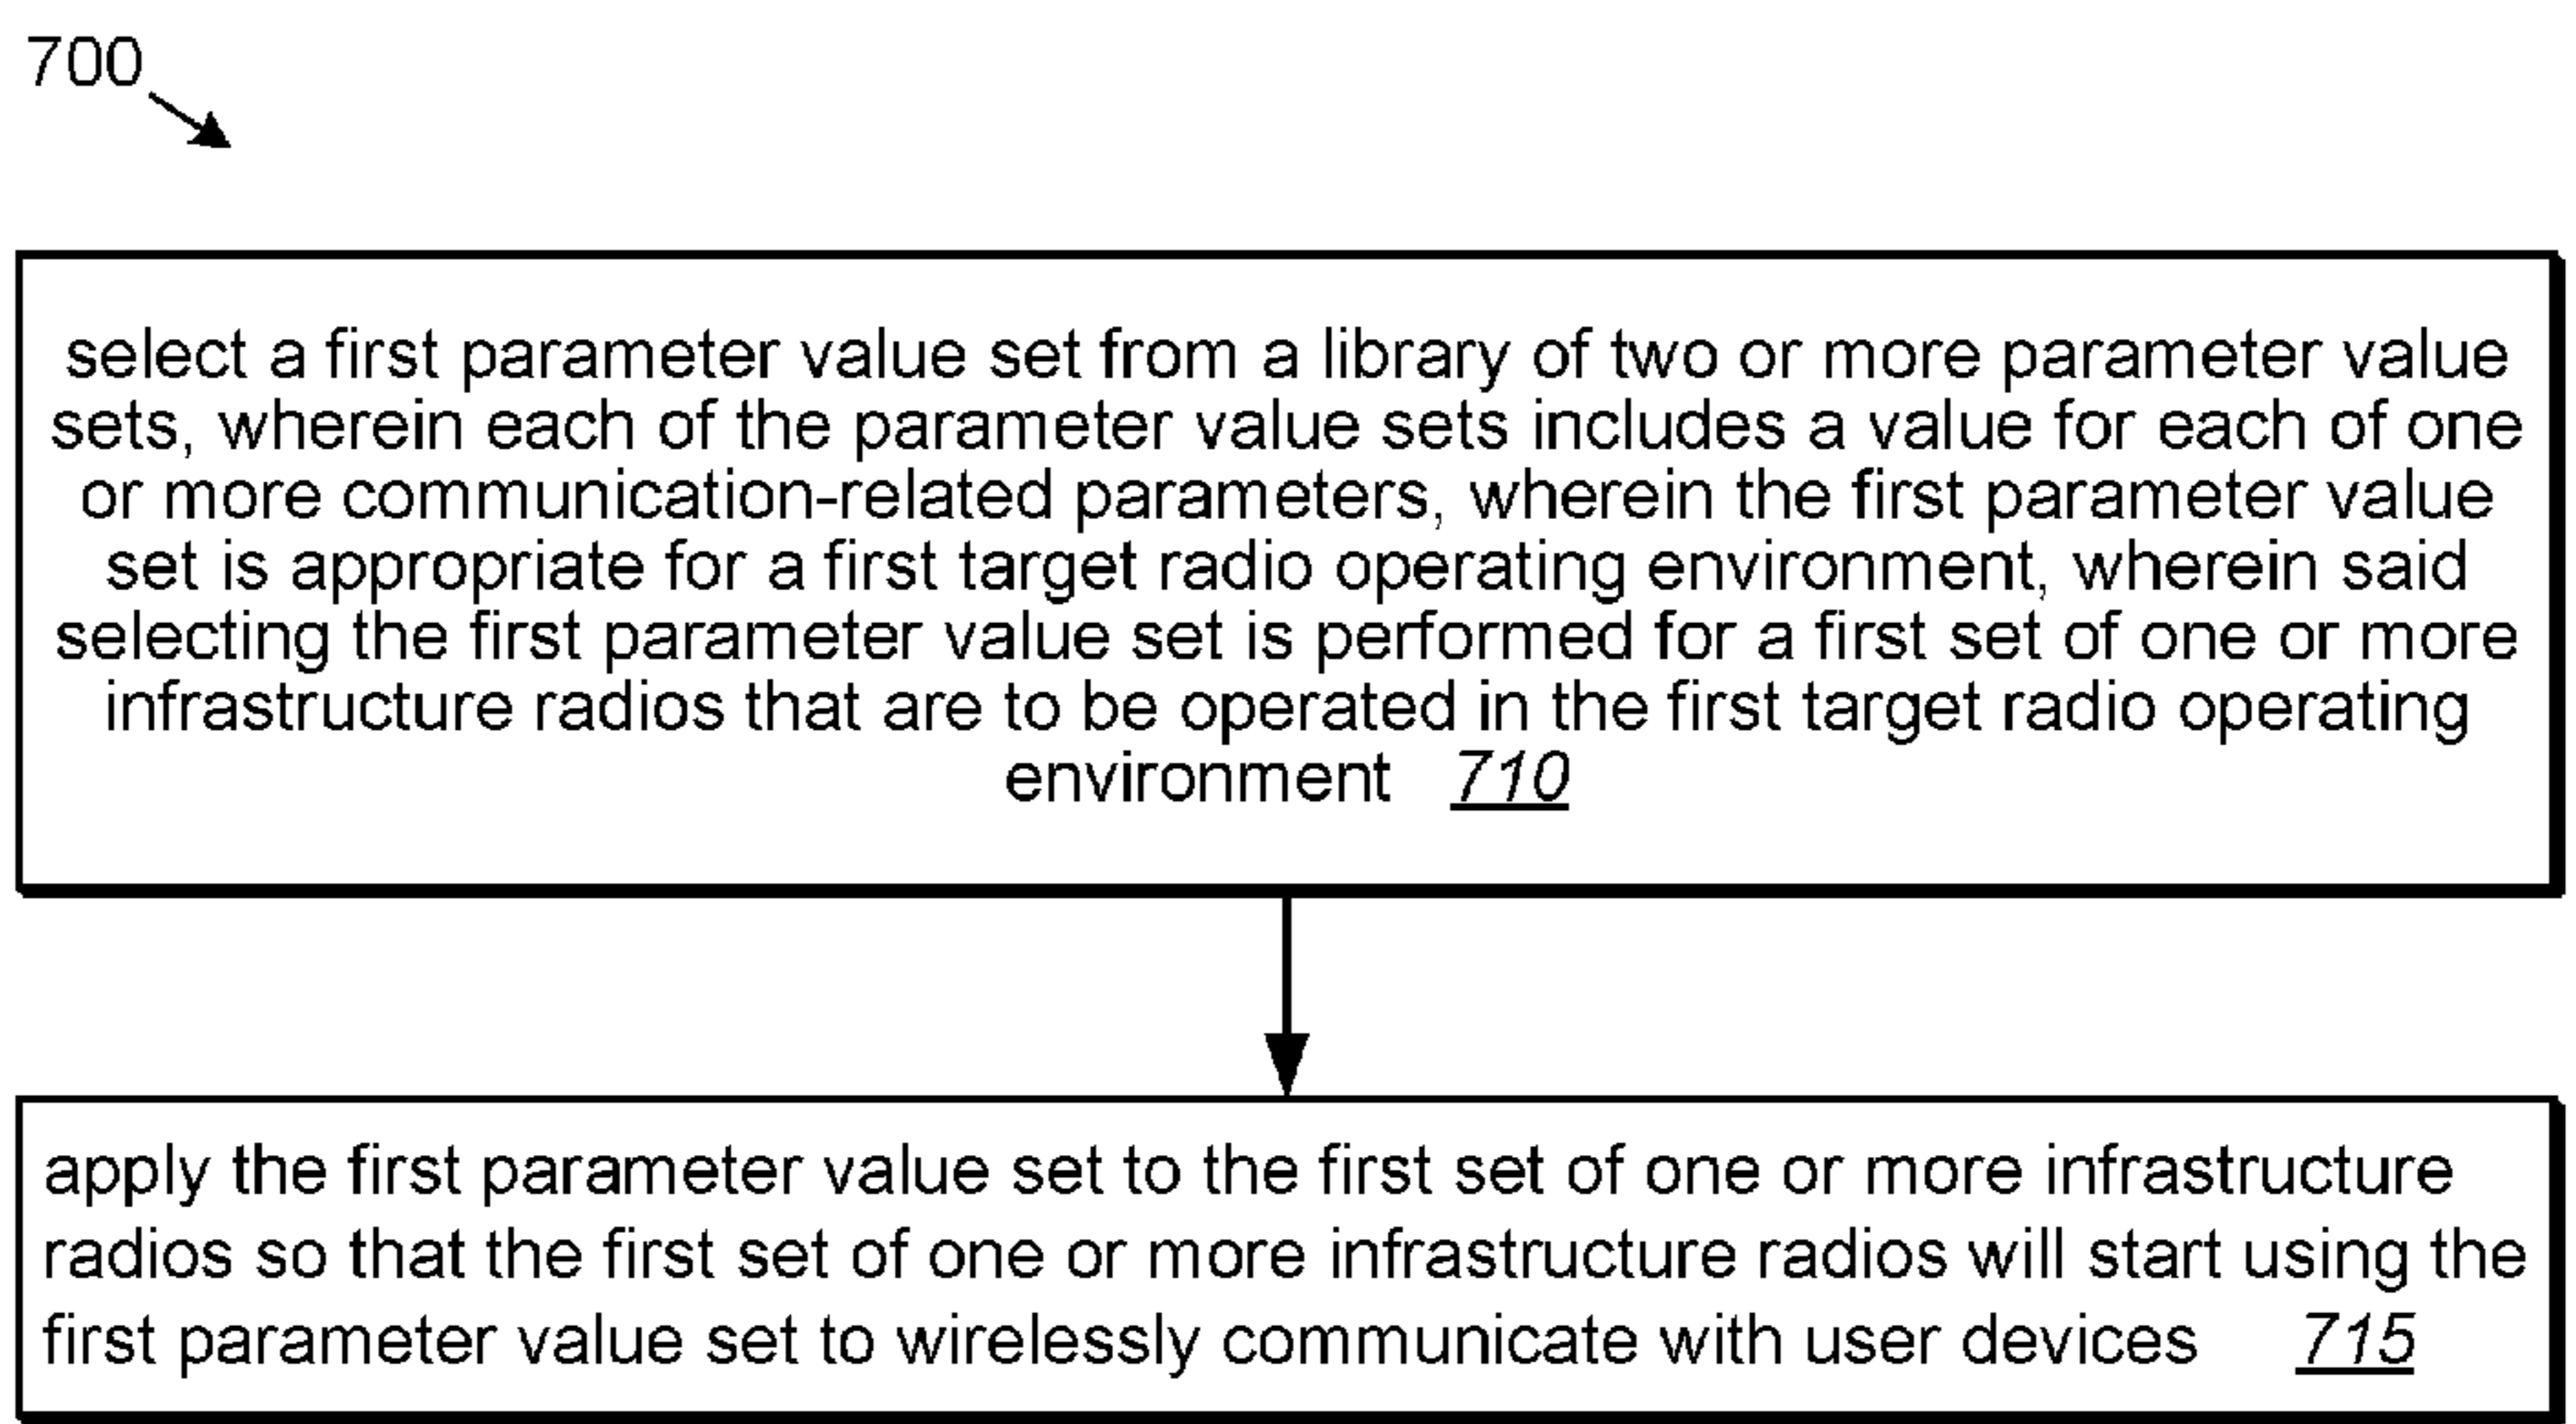 700
select a first parameter value set from a library of two or more parameter value
sets, wherein each of the parameter value sets includes a value for each of one
or more communication-related parameters, wherein the first parameter value
set is appropriate for a first target radio operating environment, wherein said
selecting the first parameter value set is performed for a first set of one or more
infrastructure radios that are to be operated in the first target radio operating
environment 710
apply the first parameter value set to the first set of one or more infrastructure
radios so that the first set of one or more infrastructure radios will start using the
first parameter value set to wirelessly communicate with user devices 715